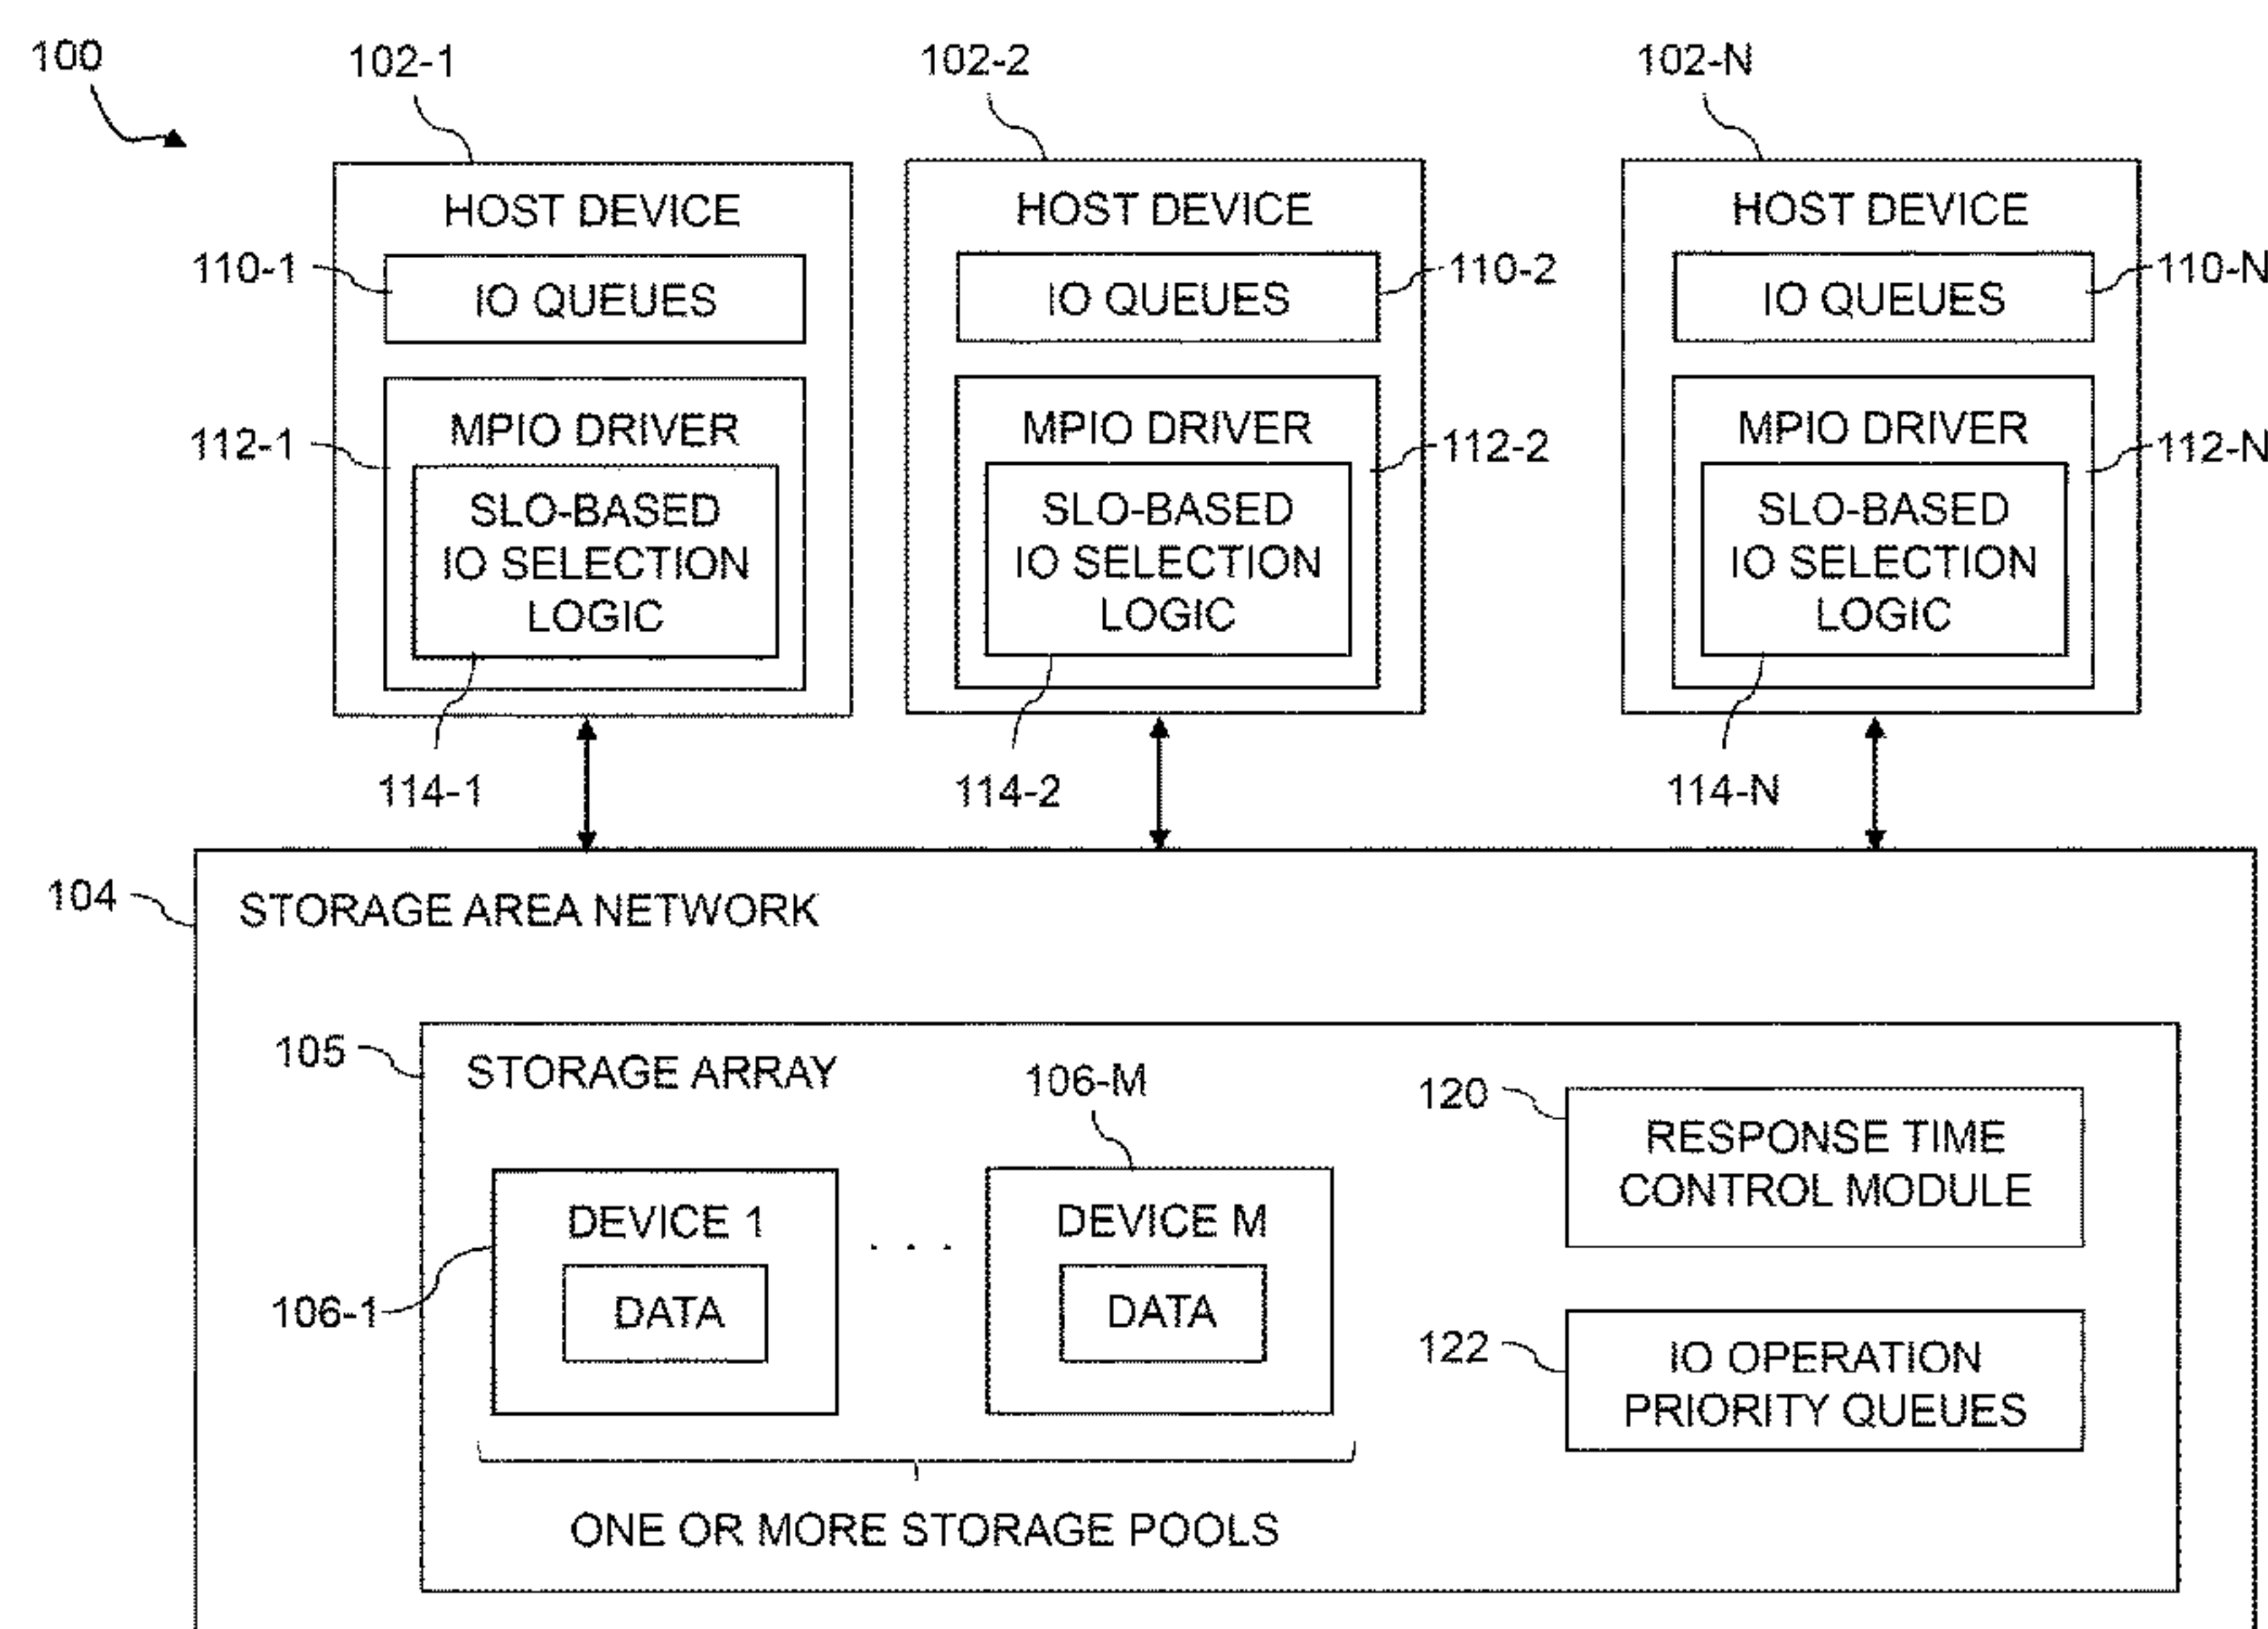 100
102-1
102-2
102-N
HOST DEVICE
HOST DEVICE
HOST DEVICE
110-1
IO QUEUES
IO QUEUES
110-2
IO QUEUES
110-N
112-1
MPIO DRIVER
MPIO DRIVER
112-2
MPIO DRIVER
112-N
SLO-BASED
IO SELECTION
LOGIC
SLO-BASED
IO SELECTION
LOGIC
SLO-BASED
IO SELECTION
LOGIC
114-1
114-2
114-N
104
STORAGE AREA NETWORK
105
STORAGE ARRAY
106-M
120
RESPONSE TIME
CONTROL MODULE
DEVICE 1
. . .
DEVICE M
106-1
DATA
DATA
122
IO OPERATION
PRIORITY QUEUES
ONE OR MORE STORAGE POOLS